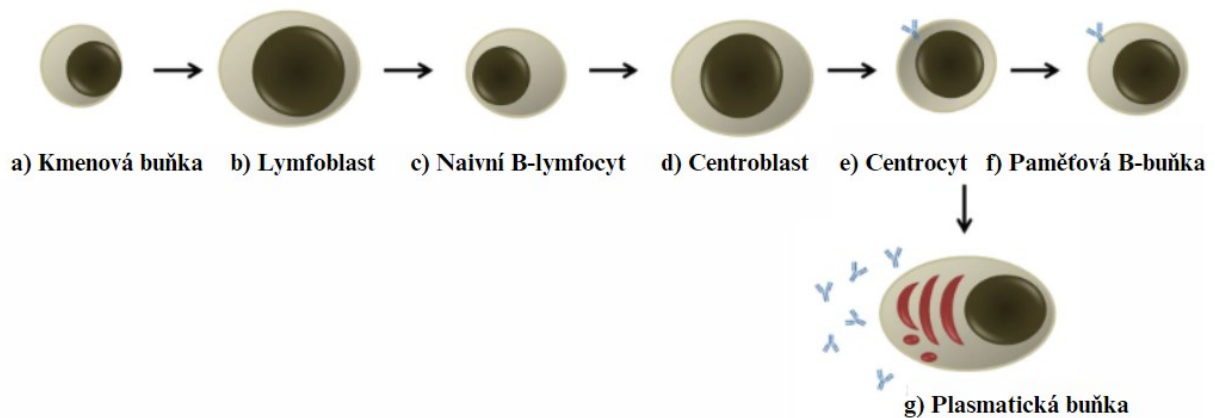 a) Kmenová buňka b) Lymfoblast c) Naivní B-lymfocyt d) Centroblast e) Centrocyt f) Paměťová B-buňka
g) Plasmatická buňka